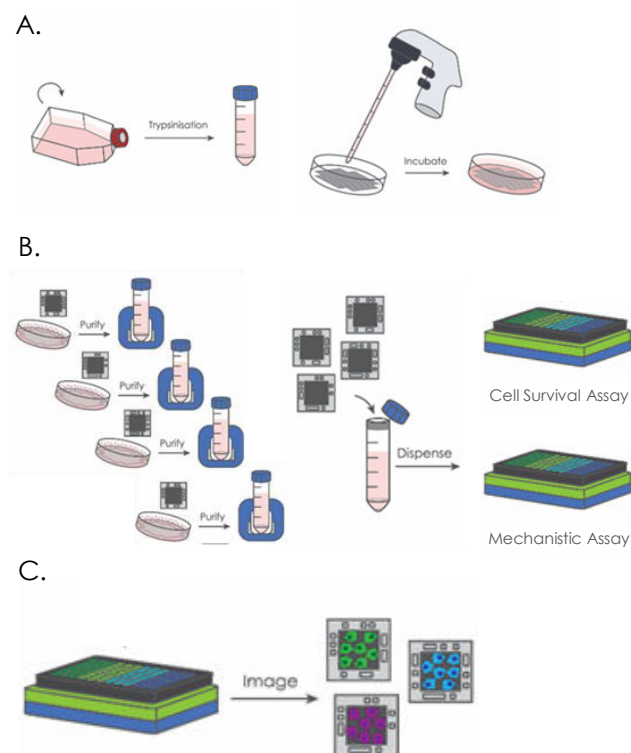 A.
Trypsinisation
Incubate
B.
Purify
Purify
Purify
Purify
Dispense
Cell Survival Assay
Mechanistic Assay
C.
Image